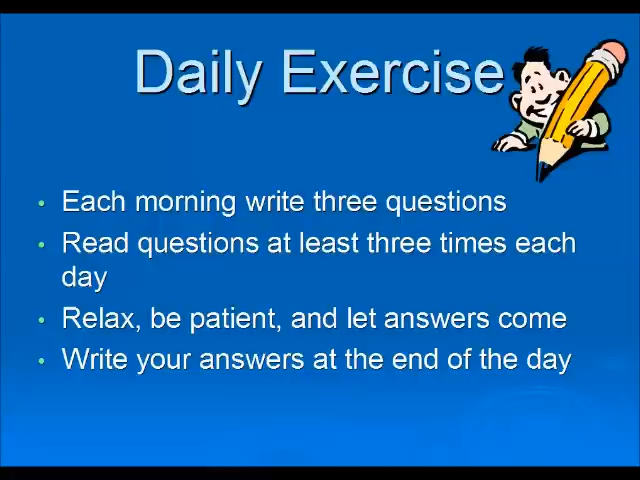 Daily Exercise
• Each morning write three questions
• Read questions at least three times each
day
• Relax, be patient, and let answers come
• Write your answers at the end of the day